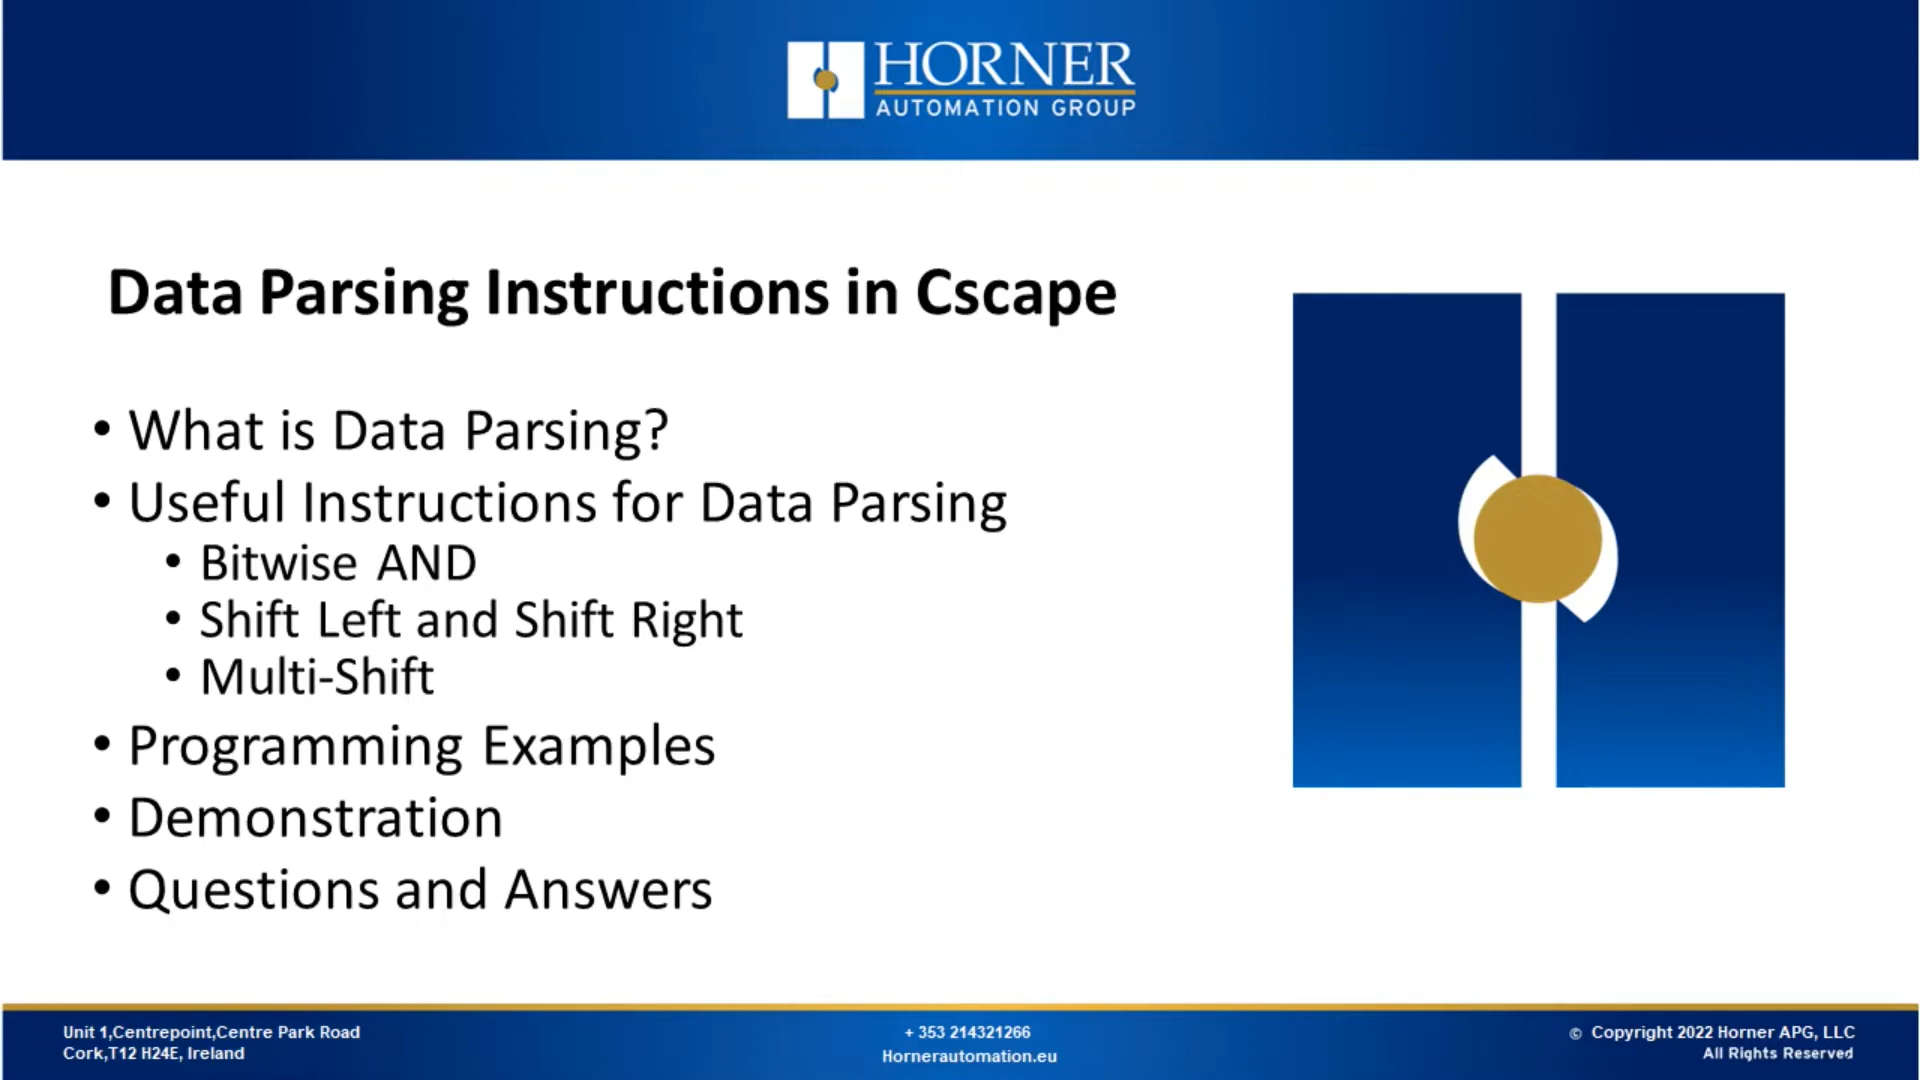 HORNER
AUTOMATION GROUP
Data Parsing Instructions in Cscape
• What is Data Parsing?
• Useful Instructions for Data Parsing
• Bitwise AND
• Shift Left and Shift Right
• Multi-Shift
• Programming Examples
• Demonstration
• Questions and Answers
Unit 1,Centrepoint,Centre Park Road
Cork,T12 H24E, Ireland
+ 353 214321266
Hornerautomation.eu
© Copyright 2022 Horner APG, LLC
All Rights Reserved